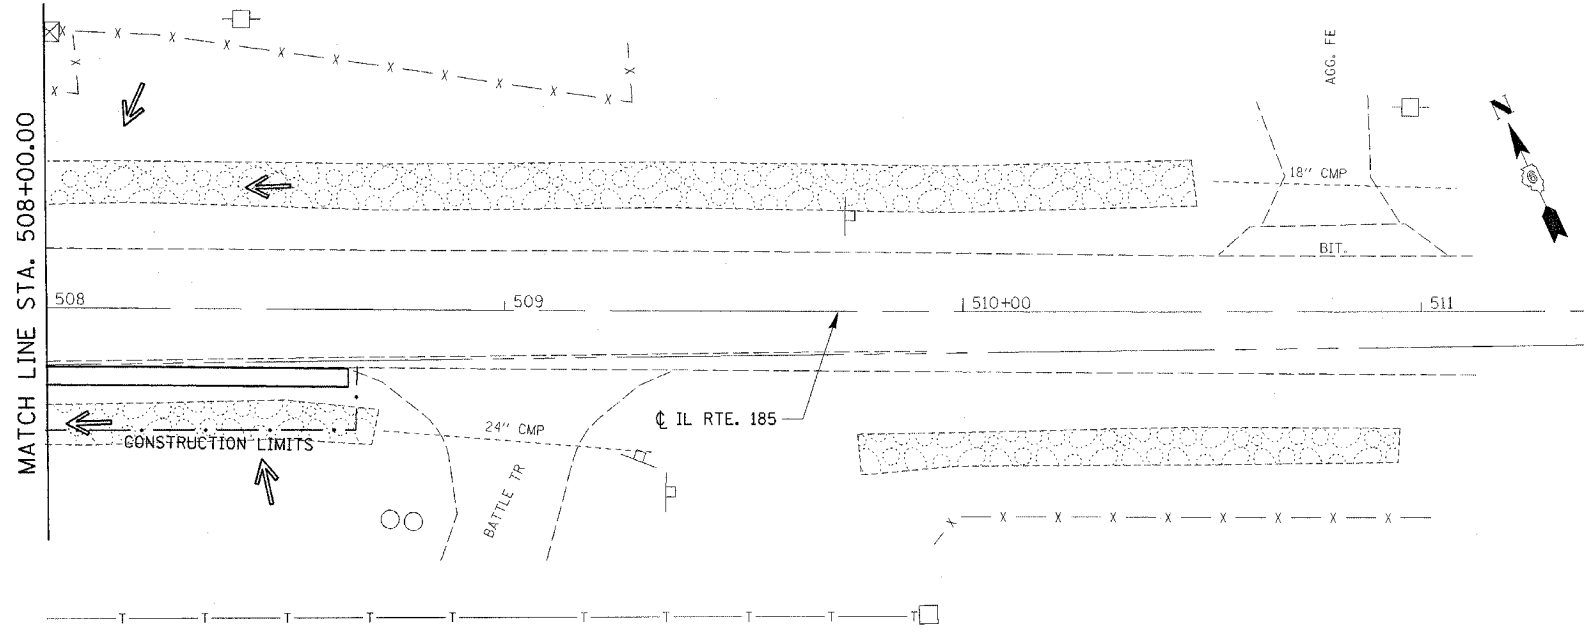 MATCH LINE STA. 508+00.00
AGG. FE
N
18" CMP
BIT.
508
509
510+00
511
℄ IL RTE. 185
24" CMP
CONSTRUCTION LIMITS
BATTLE TR
X X X X X X X X X X X
X
X
X
X X X X X X X X X
T T T T T T T T T T